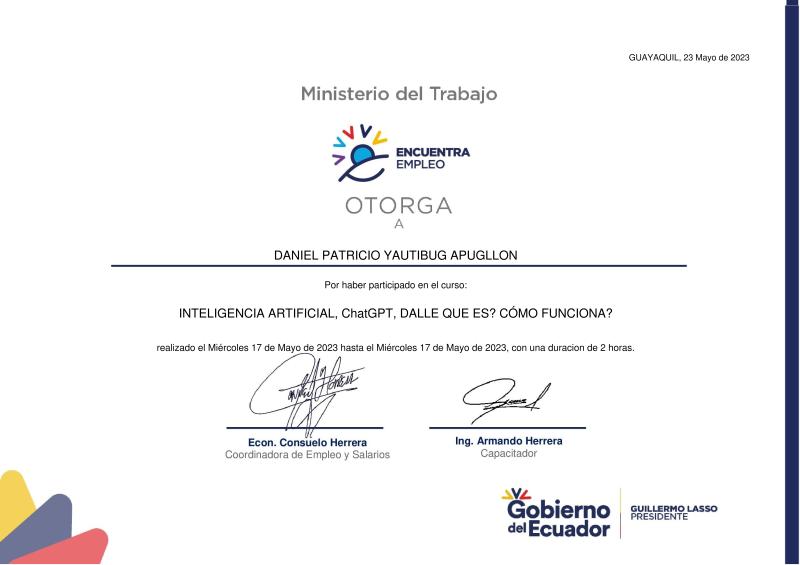 GUAYAQUIL, 23 Mayo de 2023
Ministerio del Trabajo
ENCUENTRA
EMPLEO
OTORGA
A
DANIEL PATRICIO YAUTIBUG APUGLLON
Por haber participado en el curso:
INTELIGENCIA ARTIFICIAL, ChatGPT, DALLE QUE ES? CÓMO FUNCIONA?
realizado el Miércoles 17 de Mayo de 2023 hasta el Miércoles 17 de Mayo de 2023, con una duracion de 2 horas.
Econ. Consuelo Herrera
Coordinadora de Empleo y Salarios
Ing. Armando Herrera
Capacitador
Gobierno
del Ecuador
GUILLERMO LASSO
PRESIDENTE